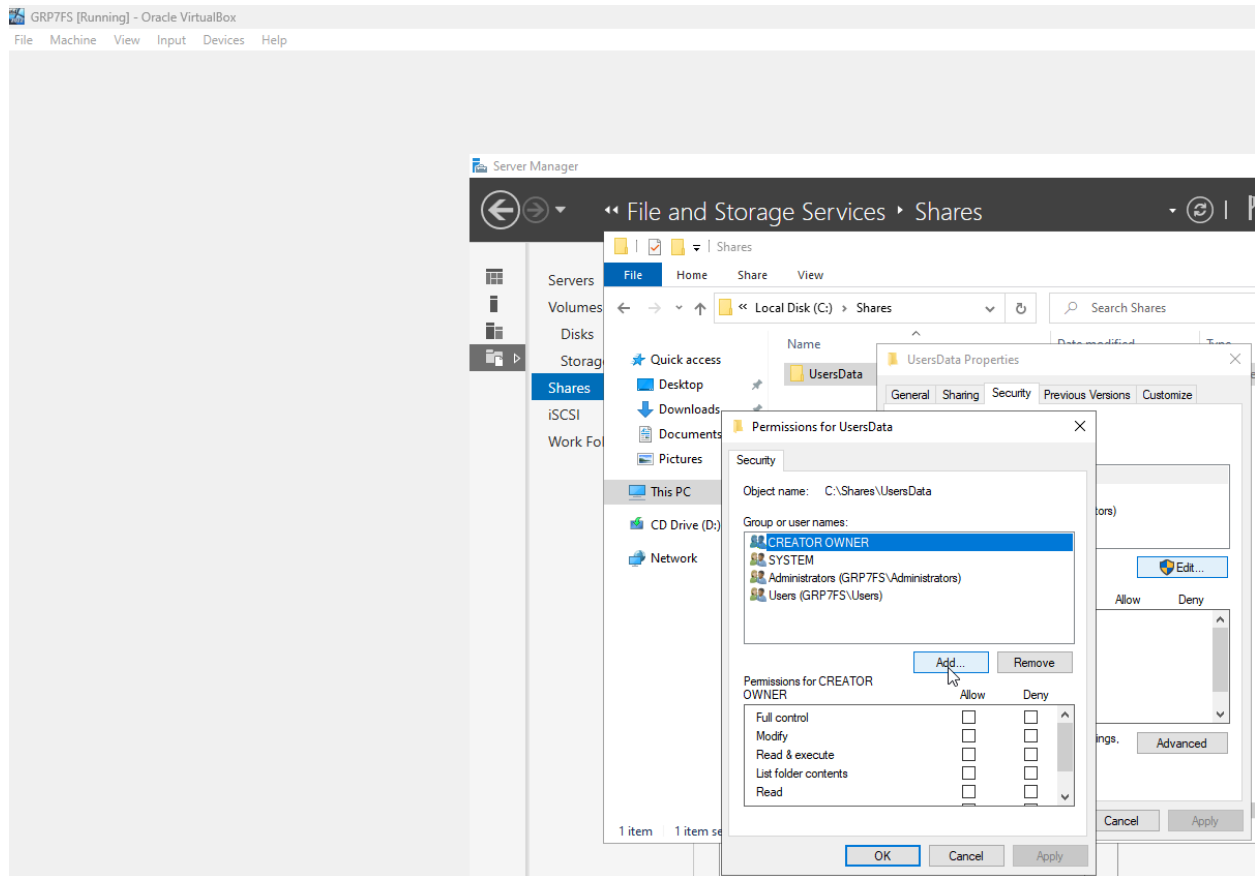 GRP7FS [Running] - Oracle VirtualBox
File Machine View Input Devices Help
Server Manager
File and Storage Services Shares
Shares
File Home Share View
Local Disk (C:) Shares
Search Shares
Servers
Volumes
Disks
Storag
Shares
iSCSI
Work Fol
Quick access
Desktop
Downloads
Documents
Pictures
This PC
CD Drive (D:)
Network
1 item 1 item se
Name
Date modified
Type
UsersData
UsersData Properties
General Sharing Security Previous Versions Customize
tors)
Edit...
Allow Deny
ings,
Advanced
Cancel Apply
Permissions for UsersData
Security
Object name: C:\Shares\UsersData
Group or user names:
CREATOR OWNER
SYSTEM
Administrators (GRP7FS\Administrators)
Users (GRP7FS\Users)
Add... Remove
Permissions for CREATOR
OWNER Allow Deny
Full control
Modify
Read & execute
List folder contents
Read
OK Cancel Apply